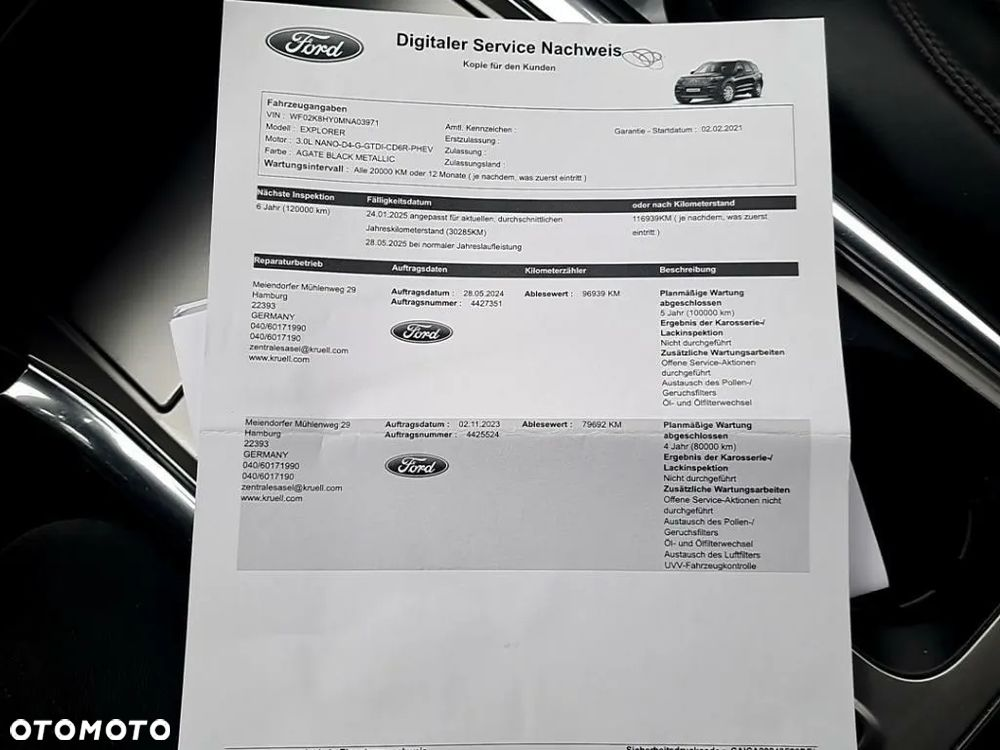 Ford
Digitaler Service Nachweis
Kopie für den Kunden
Fahrzeugangaben
VIN : WF02K8HY0MNA03971
Modell : EXPLORER
Motor : 3.0L NANO-D4-G-GTDI-CD6R-PHEV
Farbe : AGATE BLACK METALLIC
Amtl. Kennzeichen :
Erstzulassung :
Zulassung :
Zulassungsland :
Garantie - Startdatum : 02.02.2021
Wartungsintervall : Alle 20000 KM oder 12 Monate ( je nachdem, was zuerst eintritt )
Nächste Inspektion Fälligkeitsdatum oder nach Kilometerstand
6 Jahr (120000 km)
24.01.2025 angepasst für aktuellen, durchschnittlichen
Jahreskilometerstand (30285KM)
28.05.2025 bei normaler Jahreslaufleistung
116939KM ( je nachdem, was zuerst
eintritt )
Reparaturbetrieb Auftragsdaten Kilometerzähler Beschreibung
Meiendorfer Mühlenweg 29
Hamburg
22393
GERMANY
040/60171990
040/60717190
zentralesasel@kruell.com
www.kruell.com
Auftragsdatum : 28.05.2024
Auftragsnummer : 4427351
Ford
Ablesewert : 96939 KM
Planmäßige Wartung
abgeschlossen
5 Jahr (100000 km)
Ergebnis der Karosserie-/
Lackinspektion
Nicht durchgeführt
Zusätzliche Wartungsarbeiten
Offene Service-Aktionen
durchgeführt
Austausch des Pollen-/
Geruchsfilters
Öl- und Ölfilterwechsel
Meiendorfer Mühlenweg 29
Hamburg
22393
GERMANY
040/60171990
040/60717190
zentralesasel@kruell.com
www.kruell.com
Auftragsdatum : 02.11.2023
Auftragsnummer : 4425524
Ford
Ablesewert : 79692 KM
Planmäßige Wartung
abgeschlossen
4 Jahr (80000 km)
Ergebnis der Karosserie-/
Lackinspektion
Nicht durchgeführt
Zusätzliche Wartungsarbeiten
Offene Service-Aktionen nicht
durchgeführt
Austausch des Pollen-/
Geruchsfilters
Öl- und Ölfilterwechsel
Austausch des Luftfilters
UVV-Fahrzeugkontrolle
OTOMOTO